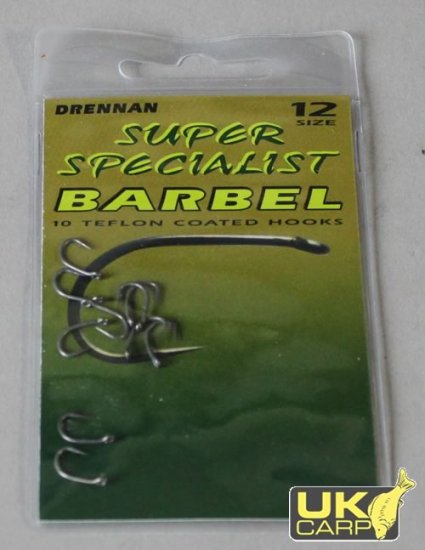 DRENNAN
12
SIZE
SUPER
SPECIALIST
BARBEL
10 TEFLON COATED HOOKS
UK
CARP